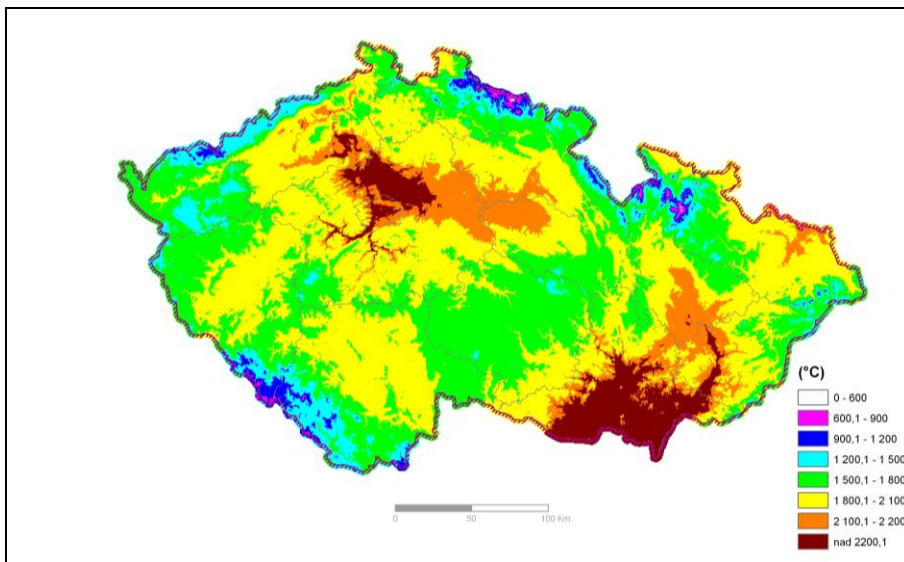 (°C)
0 - 600
600,1 - 900
900,1 - 1 200
1 200,1 - 1 500
1 500,1 - 1 800
1 800,1 - 2 100
2 100,1 - 2 200
nad 2200,1
0 50 100 Km